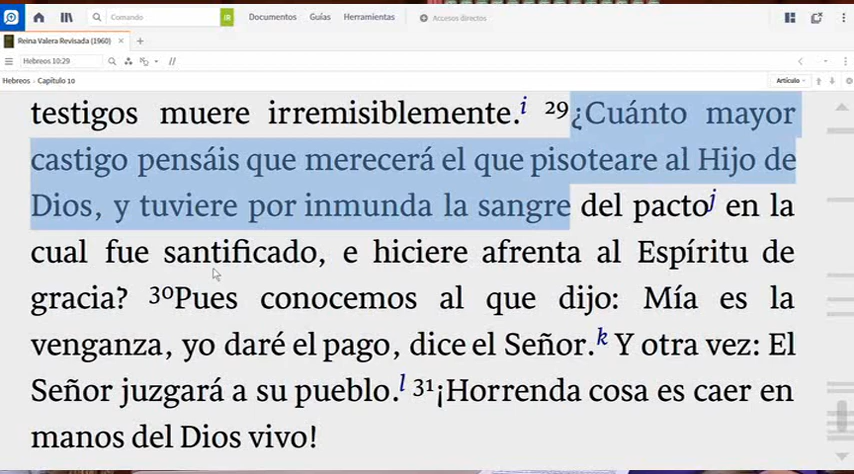 Comando IR Documentos Guías Herramientas Accesos directos
Reina Valera Revisada (1960) × +
Hebreos 10:29
Hebreos › Capítulo 10 Artículo
testigos muere irremisiblemente.i 29¿Cuánto mayor
castigo pensáis que merecerá el que pisoteare al Hijo de
Dios, y tuviere por inmunda la sangre del pactoj en la
cual fue santificado, e hiciere afrenta al Espíritu de
gracia? 30Pues conocemos al que dijo: Mía es la
venganza, yo daré el pago, dice el Señor.k Y otra vez: El
Señor juzgará a su pueblo.l 31¡Horrenda cosa es caer en
manos del Dios vivo!